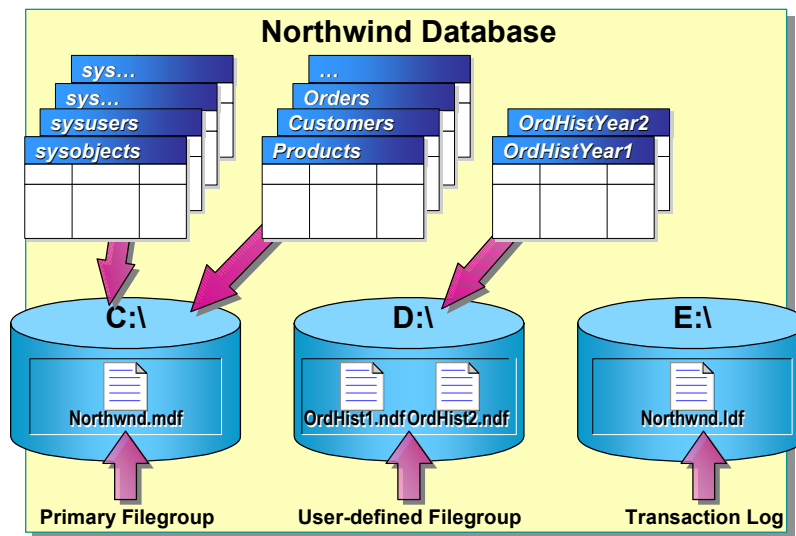 Northwind Database
sys…
sys…
sysusers
sysobjects
…
Orders
Customers
Products
OrdHistYear2
OrdHistYear1
C:\
D:\
E:\
Northwnd.mdf
OrdHist1.ndf
OrdHist2.ndf
Northwnd.ldf
Primary Filegroup
User-defined Filegroup
Transaction Log